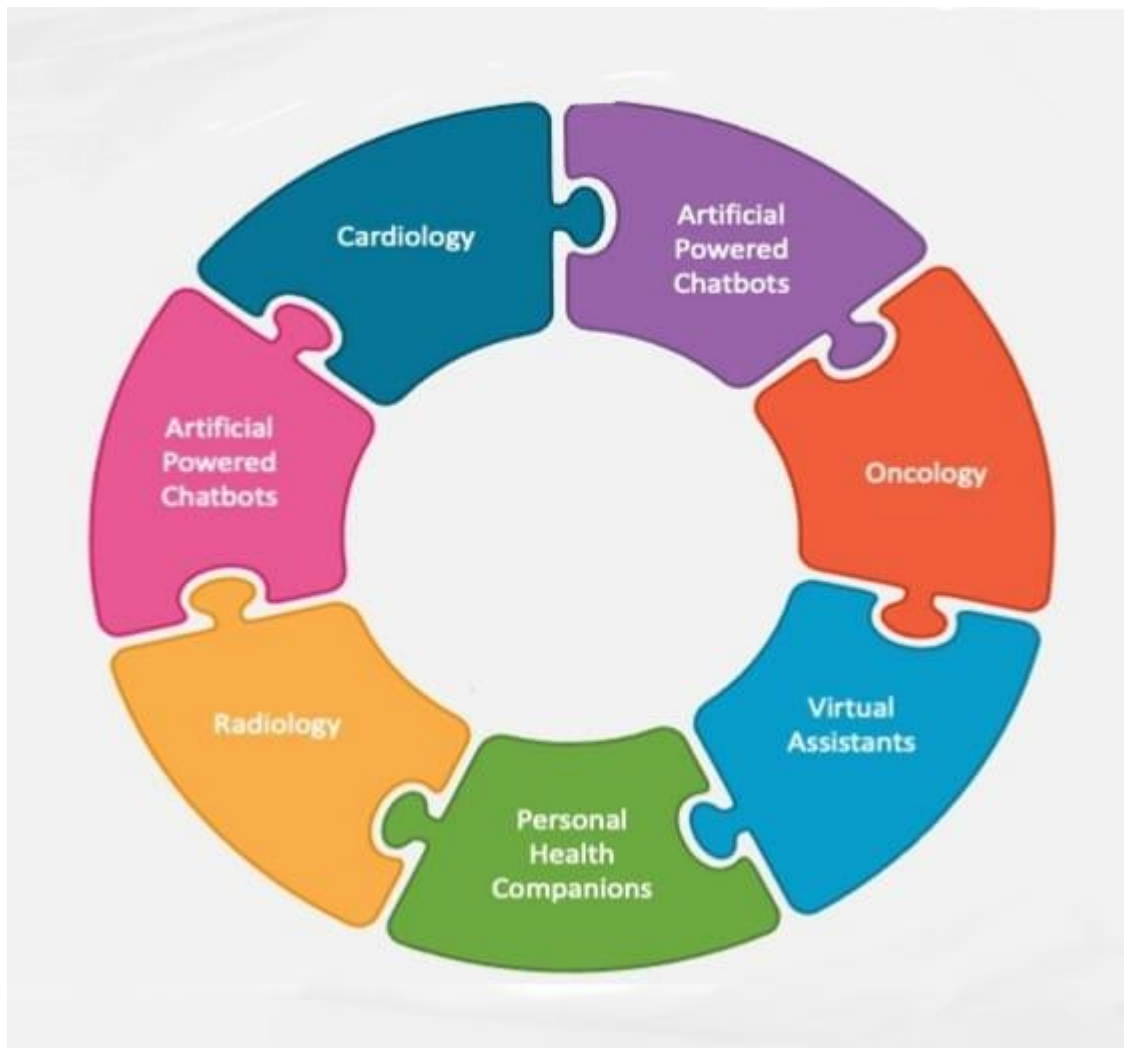 Cardiology
Artificial
Powered
Chatbots
Oncology
Virtual
Assistants
Personal
Health
Companions
Radiology
Artificial
Powered
Chatbots